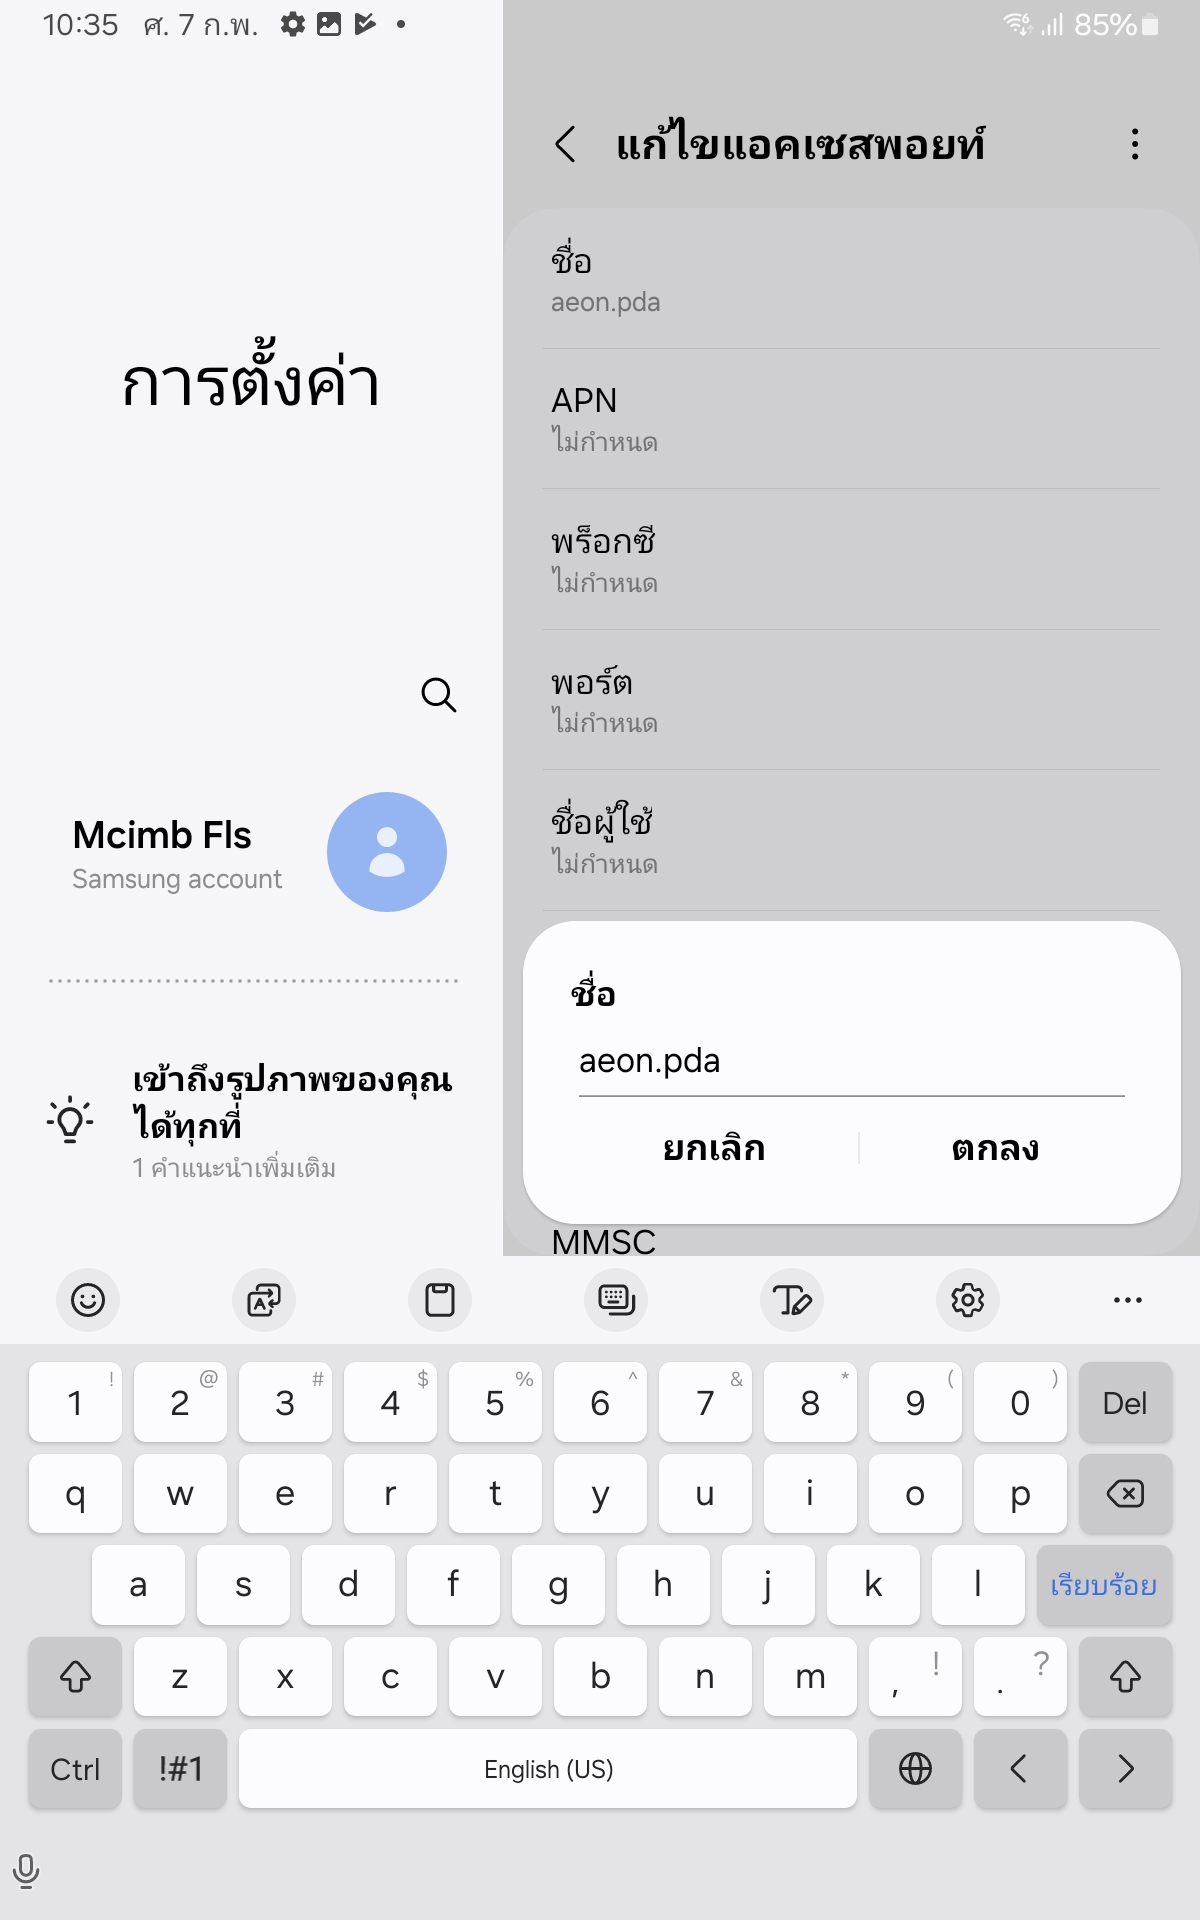 10:35 ศ. 7 ก.พ.
85%
การตั้งค่า
Mcimb Fls
Samsung account
เข้าถึงรูปภาพของคุณ
ได้ทุกที่
1 คำแนะนำเพิ่มเติม
แก้ไขแอคเซสพอยท์
ชื่อ
aeon.pda
APN
ไม่กำหนด
พร็อกซี
ไม่กำหนด
พอร์ต
ไม่กำหนด
ชื่อผู้ใช้
ไม่กำหนด
ชื่อ
aeon.pda
ยกเลิก ตกลง
MMSC
1 ! 2 @ 3 # 4 $ 5 % 6 ^ 7 & 8 * 9 ( 0 ) Del
q w e r t y u i o p
a s d f g h j k l เรียบร้อย
z x c v b n m , ! . ?
Ctrl !#1 English (US) < >